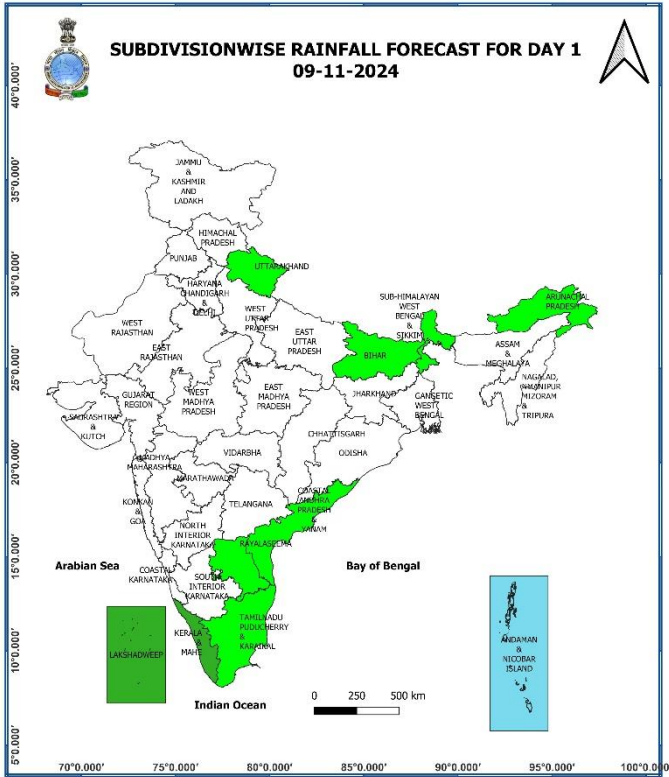 SUBDIVISIONWISE RAINFALL FORECAST FOR DAY 1
09-11-2024
40°0.000'
35°0.000'
30°0.000'
25°0.000'
20°0.000'
15°0.000'
10°0.000'
5°0.000'
JAMMU
&
KASHMIR
AND
LADAKH
HIMACHAL
PRADESH
PUNJAB
UTTARAKHAND
HARYANA
CHANDIGARH
&
DELHI
WEST
UTTAR
PRADESH
EAST
UTTAR
PRADESH
SUB-HIMALAYAN
WEST
BENGAL
&
SIKKIM
ARUNACHAL
PRADESH
WEST
RAJASTHAN
EAST
RAJASTHAN
BIHAR
ASSAM
&
MEGHALAYA
NAGALAD,
MANIPUR
MIZORAM
&
TRIPURA
GUJARAT
REGION
SAURASHTRA
&
KUTCH
WEST
MADHYA
PRADESH
EAST
MADHYA
PRADESH
JHARKHAND
GANGETIC
WEST
BENGAL
CHHATTISGARH
ODISHA
VIDARBHA
MADHYA
MAHARASHTRA
MARATHAWADA
KONKAN
&
GOA
TELANGANA
COASTAL
ANDHRA
PRADESH
&
YANAM
NORTH
INTERIOR
KARNATAKA
RAYALASEEMA
COASTAL
KARNATAKA
SOUTH
INTERIOR
KARNATAKA
Arabian Sea
Bay of Bengal
LAKSHADWEEP
KERALA
&
MAHE
TAMILNADU
PUDUCHERRY
&
KARAIKAL
ANDAMAN
&
NICOBAR
ISLAND
Indian Ocean
0 250 500 km
70°0.000' 75°0.000' 80°0.000' 85°0.000' 90°0.000' 95°0.000' 100°0.000